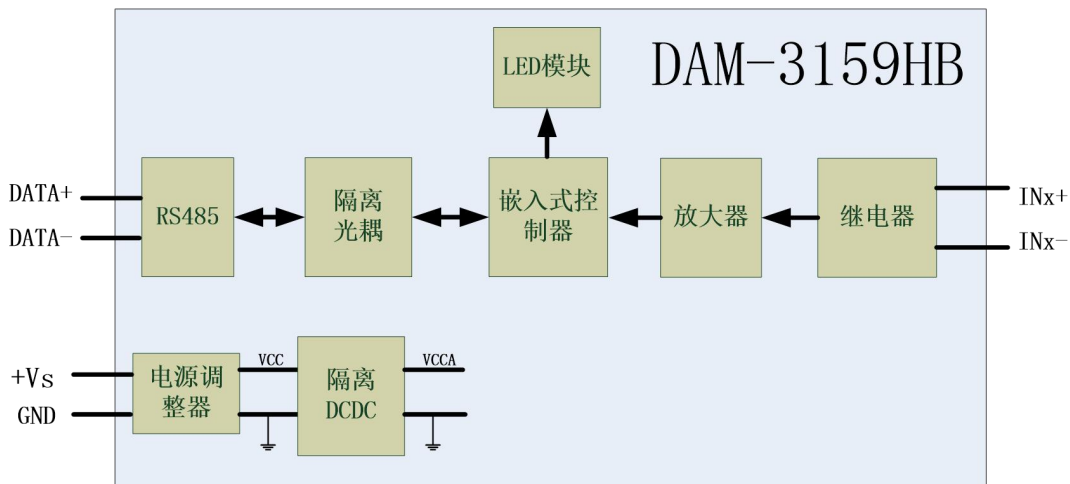 DAM-3159HB
LED模块
DATA+
DATA-
RS485
隔离
光耦
嵌入式控
制器
放大器
继电器
INx+
INx-
+Vs
GND
电源调
整器
VCC
隔离
DCDC
VCCA